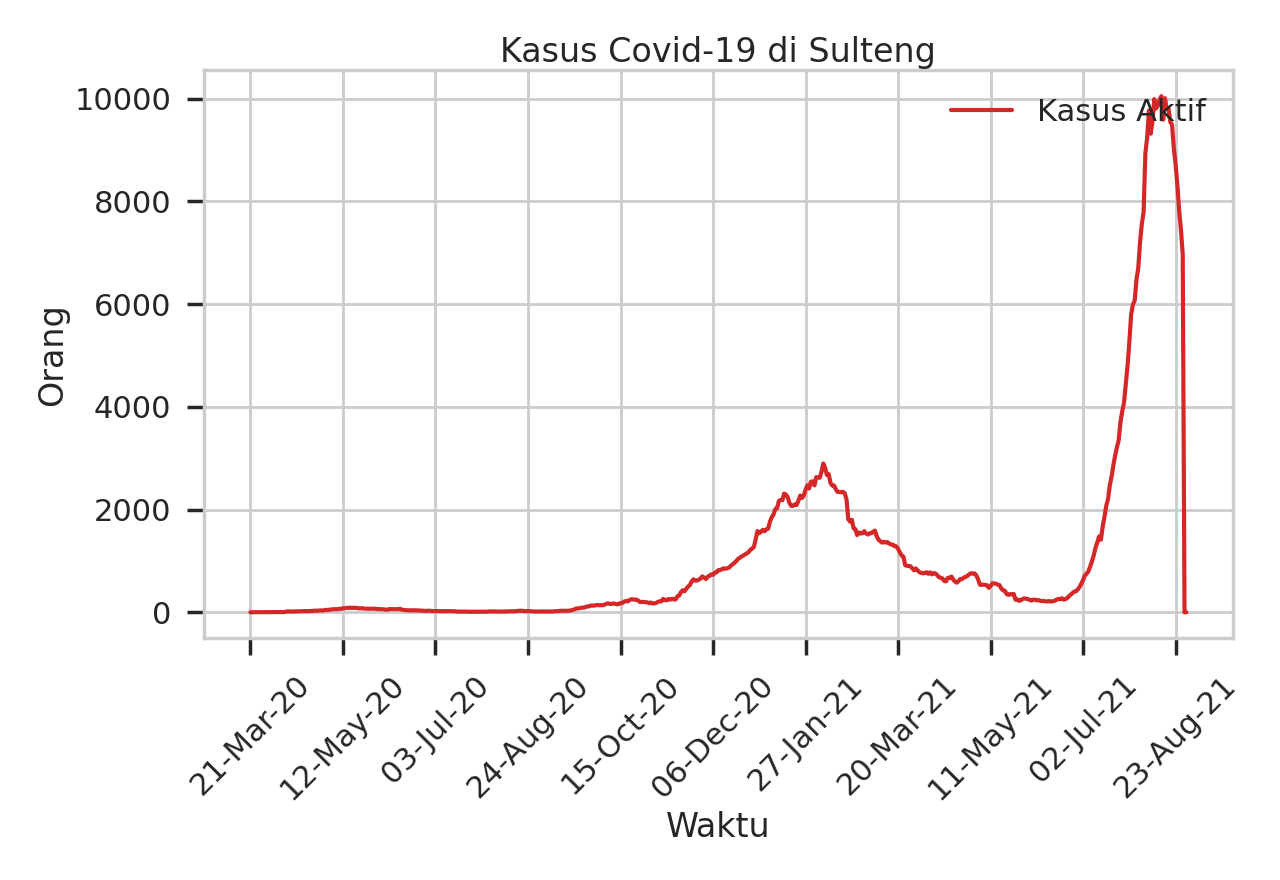 Kasus Covid-19 di Sulteng
Kasus Aktif
Orang
10000
8000
6000
4000
2000
0
21-Mar-20
12-May-20
03-Jul-20
24-Aug-20
15-Oct-20
06-Dec-20
27-Jan-21
20-Mar-21
11-May-21
02-Jul-21
23-Aug-21
Waktu